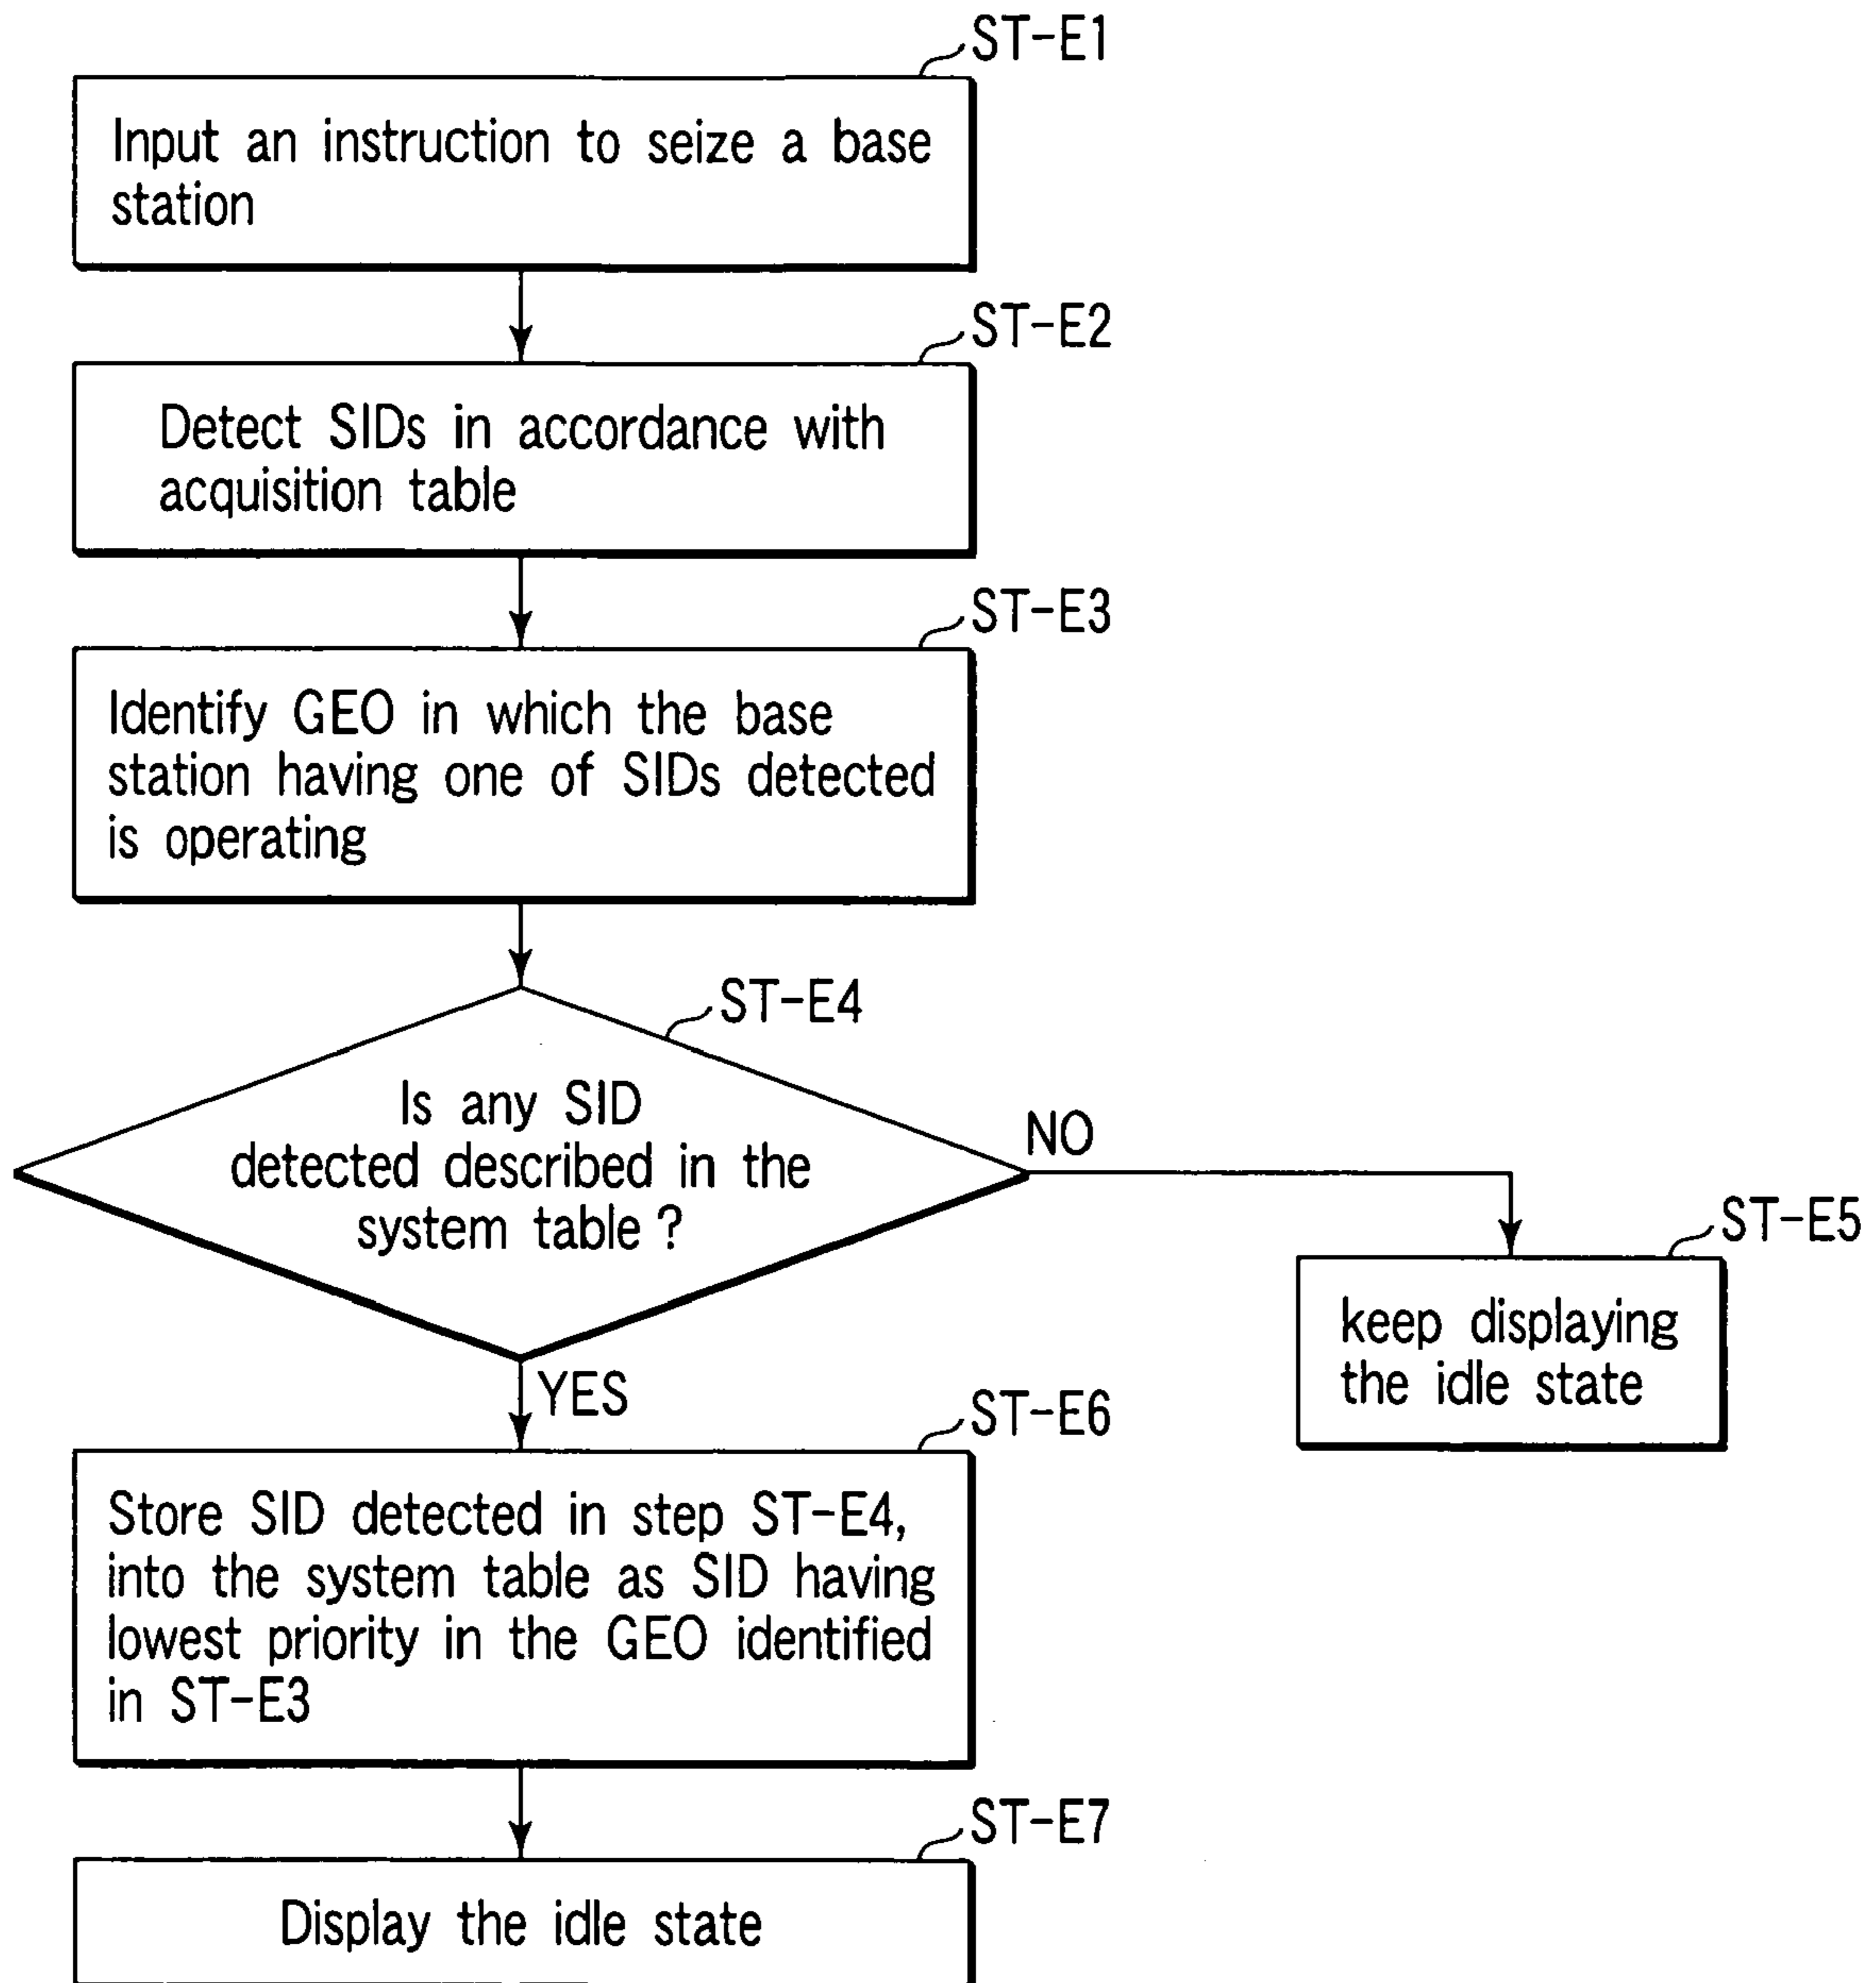 ST-E1
Input an instruction to seize a base
station
ST-E2
Detect SIDs in accordance with
acquisition table
ST-E3
Identify GEO in which the base
station having one of SIDs detected
is operating
ST-E4
Is any SID
detected described in the
system table ?
NO
ST-E5
keep displaying
the idle state
YES
ST-E6
Store SID detected in step ST-E4,
into the system table as SID having
lowest priority in the GEO identified
in ST-E3
ST-E7
Display the idle state